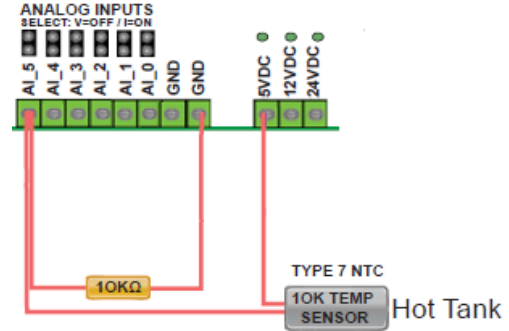 ANALOG INPUTS
SELECT: V=OFF / I=ON
AI_5
AI_4
AI_3
AI_2
AI_1
AI_0
GND
GND
5VDC
12VDC
24VDC
10KΩ
TYPE 7 NTC
10K TEMP
SENSOR
Hot Tank